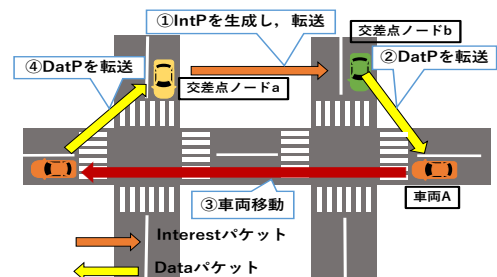 ①IntPを生成し，転送
交差点ノードb
④DatPを転送
②DatPを転送
交差点ノードa
車両A
③車両移動
Interestパケット
Dataパケット